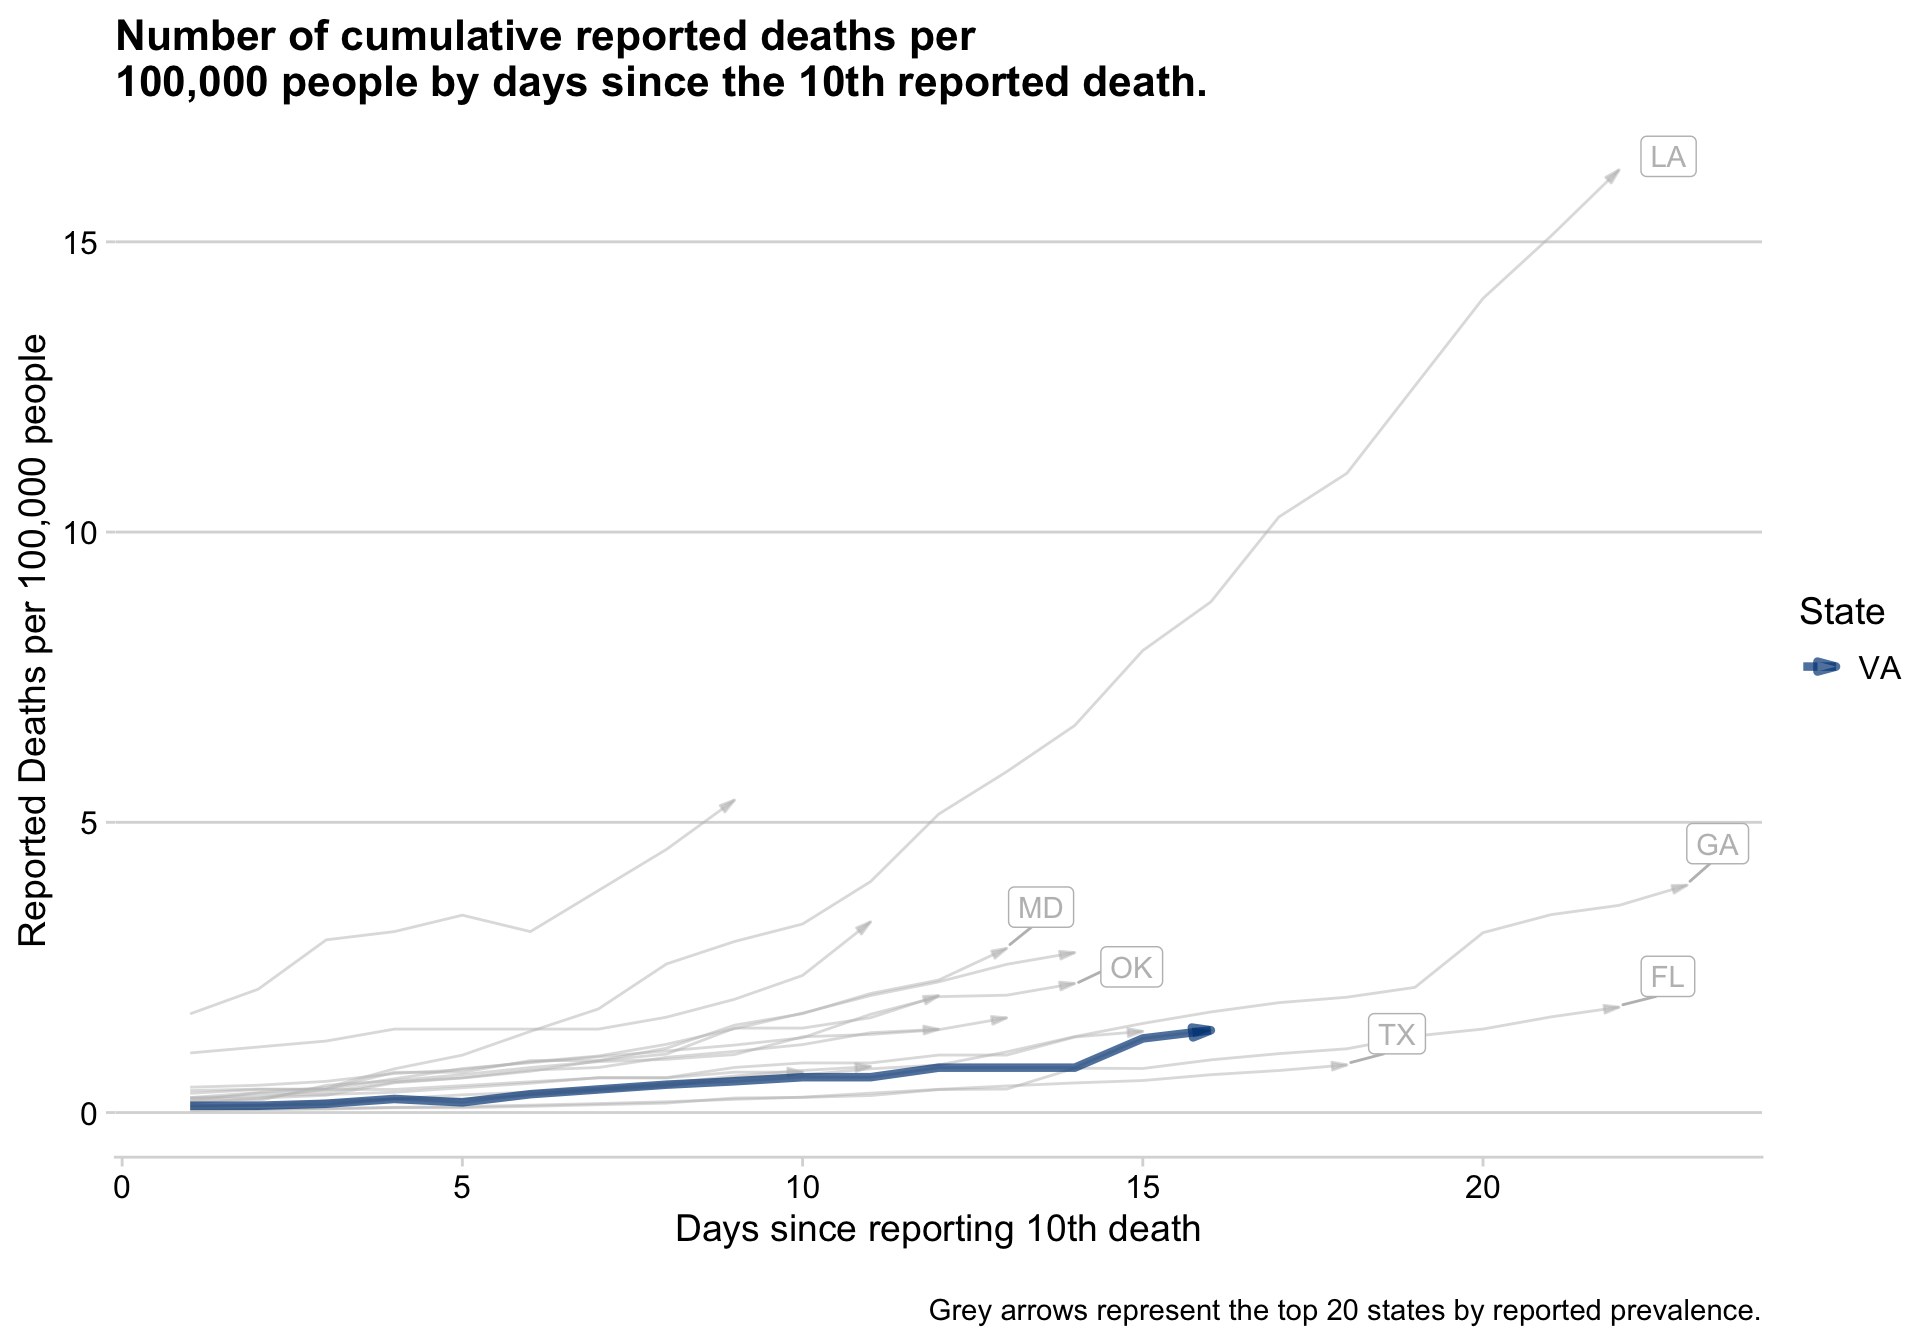 Number of cumulative reported deaths per
100,000 people by days since the 10th reported death.
Reported Deaths per 100,000 people
15
10
5
0
LA
GA
MD
OK
FL
TX
State
VA
0 5 10 15 20
Days since reporting 10th death
Grey arrows represent the top 20 states by reported prevalence.